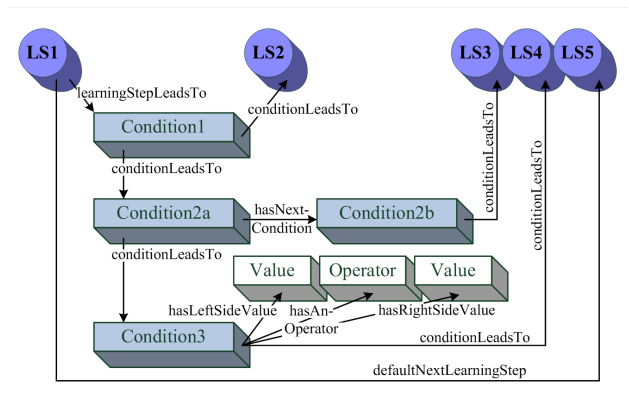 LS1
LS2
LS3
LS4
LS5
learningStepLeadsTo
conditionLeadsTo
Condition1
conditionLeadsTo
conditionLeadsTo
conditionLeadsTo
Condition2a
hasNext-
Condition
Condition2b
conditionLeadsTo
Value
Operator
Value
hasLeftSideValue
hasAn-
Operator
hasRightSideValue
Condition3
conditionLeadsTo
defaultNextLearningStep